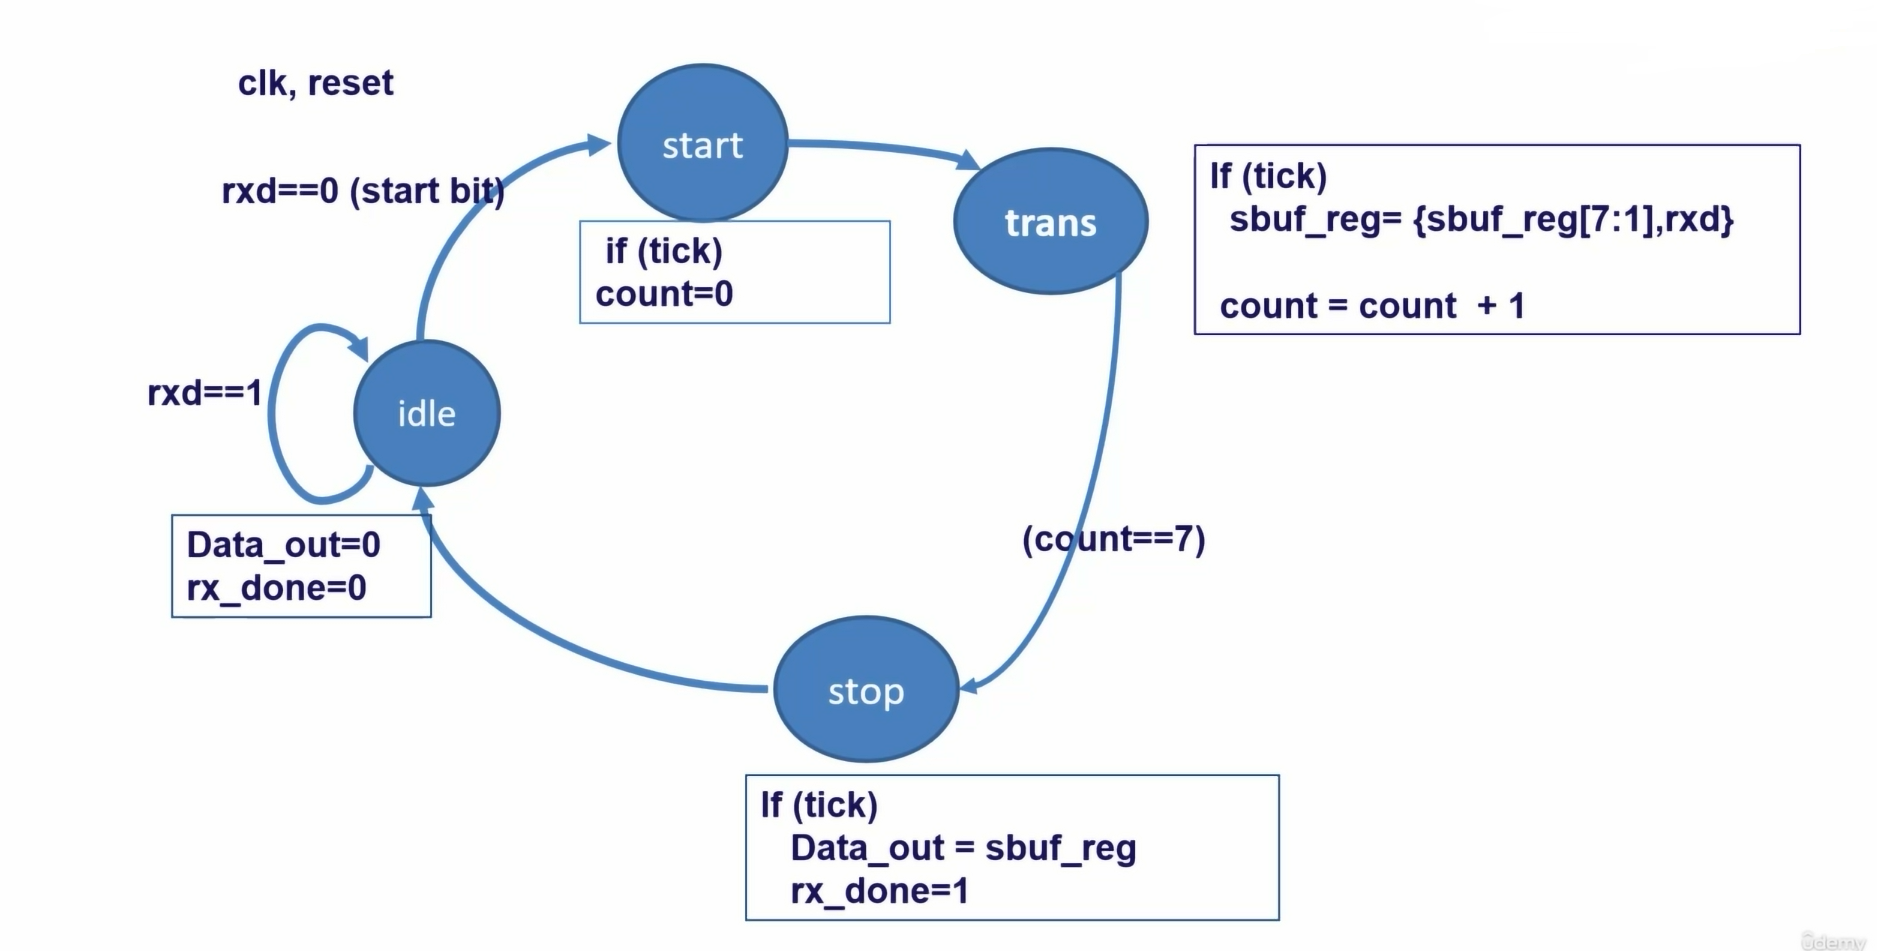 clk, reset
start
rxd==0 (start bit)
if (tick)
count=0
trans
If (tick)
sbuf_reg= {sbuf_reg[7:1],rxd}
count = count + 1
rxd==1
idle
Data_out=0
rx_done=0
(count==7)
stop
If (tick)
Data_out = sbuf_reg
rx_done=1
ûdemy